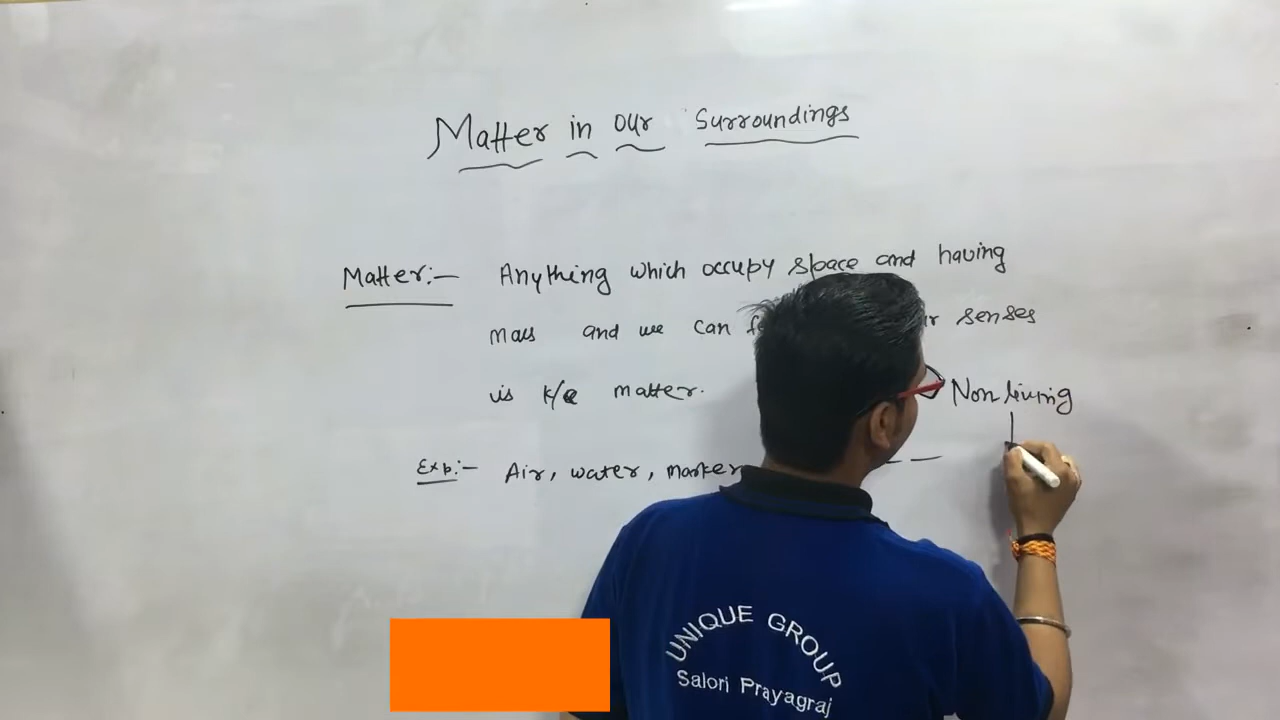 Matter in our Surroundings
Matter:- Anything which occupy space and having
mass and we can senses
is k/a matter.
Non living
Exp:- Air, water, marker
UNIQUE GROUP
Salori Prayagraj